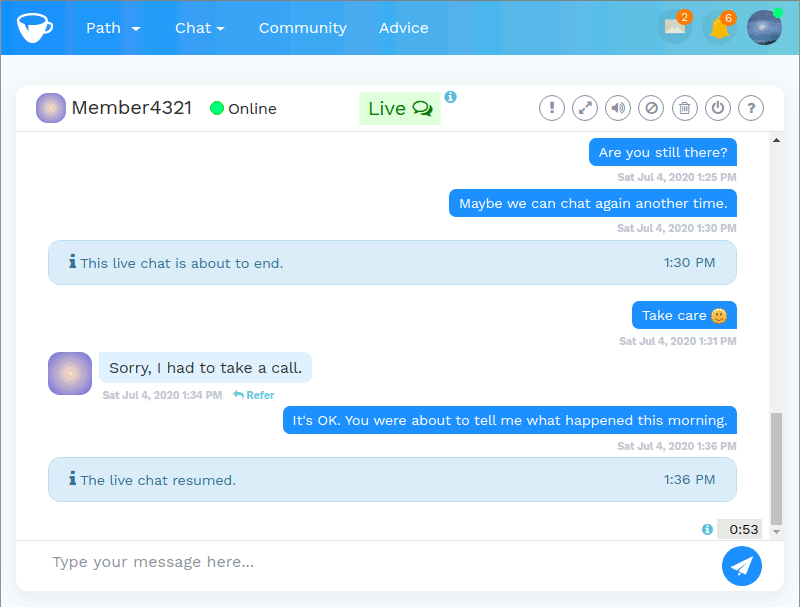 Path Chat Community Advice 2 6
Member4321 Online Live
Are you still there?
Sat Jul 4, 2020 1:25 PM
Maybe we can chat again another time.
Sat Jul 4, 2020 1:30 PM
This live chat is about to end. 1:30 PM
Take care 🙂
Sat Jul 4, 2020 1:31 PM
Sorry, I had to take a call.
Sat Jul 4, 2020 1:34 PM Refer
It's OK. You were about to tell me what happened this morning.
Sat Jul 4, 2020 1:36 PM
The live chat resumed. 1:36 PM
0:53
Type your message here...